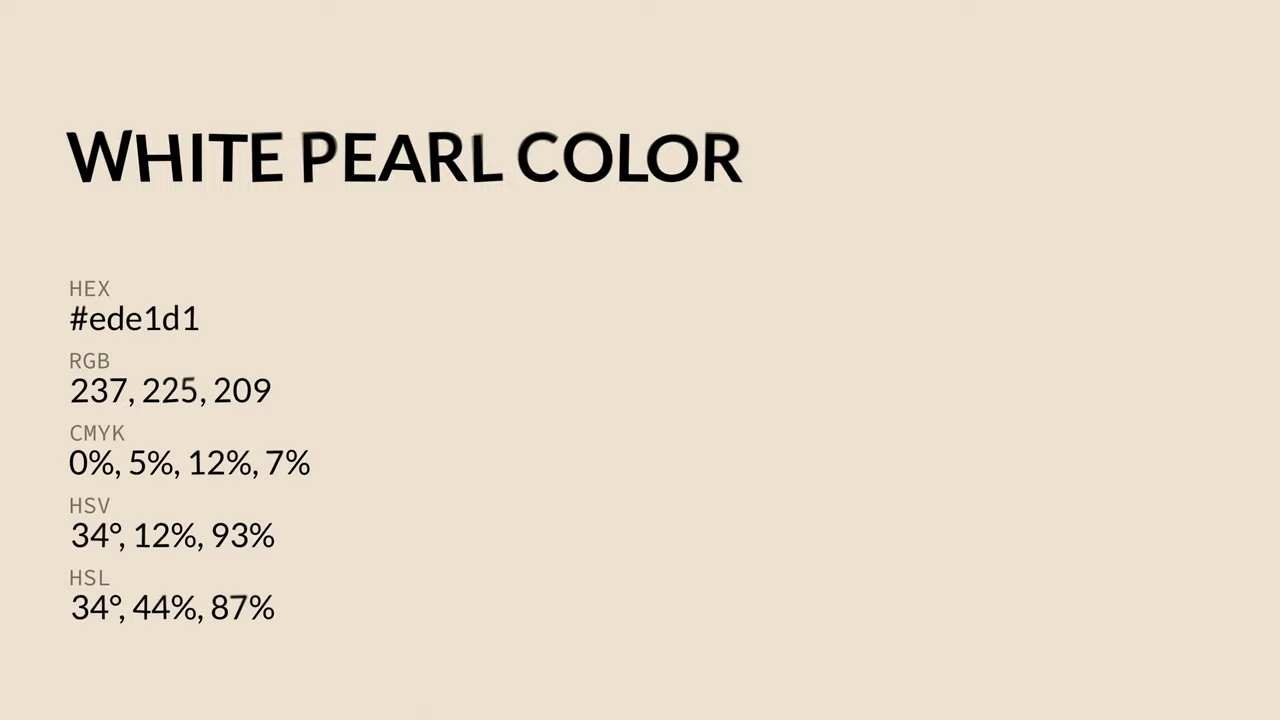 WHITE PEARL COLOR
HEX
#ede1d1
RGB
237, 225, 209
CMYK
0%, 5%, 12%, 7%
HSV
34°, 12%, 93%
HSL
34°, 44%, 87%